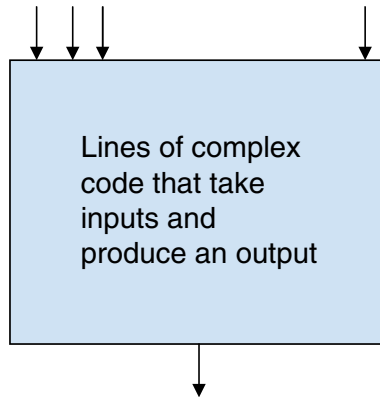 Lines of complex
code that take
inputs and
produce an output